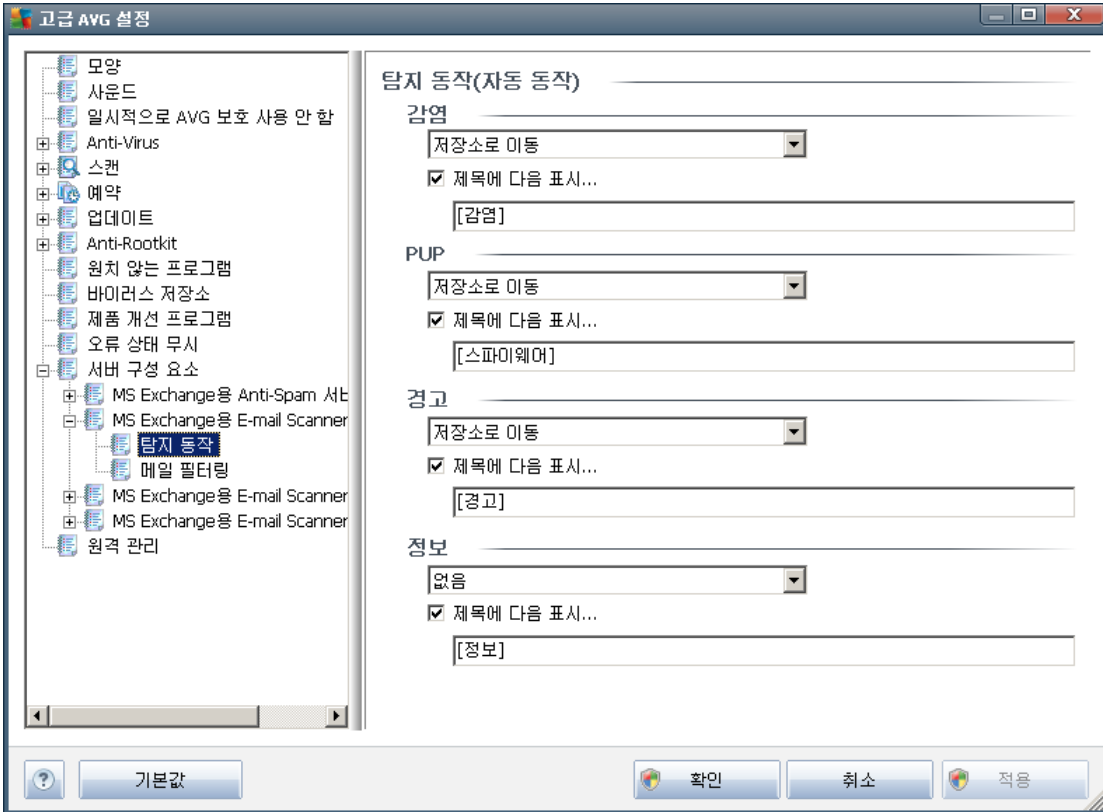 고급 AVG 설정
모양
사운드
일시적으로 AVG 보호 사용 안 함
Anti-Virus
스캔
예약
업데이트
Anti-Rootkit
원치 않는 프로그램
바이러스 저장소
제품 개선 프로그램
오류 상태 무시
서버 구성 요소
MS Exchange용 Anti-Spam
MS Exchange용 E-mail Scanner
탐지 동작
메일 필터링
MS Exchange용 E-mail Scanner
MS Exchange용 E-mail Scanner
원격 관리
탐지 동작(자동 동작)
감염
저장소로 이동
제목에 다음 표시...
[감염]
PUP
저장소로 이동
제목에 다음 표시...
[스파이웨어]
경고
저장소로 이동
제목에 다음 표시...
[경고]
정보
없음
제목에 다음 표시...
[정보]
기본값
확인
취소
적용